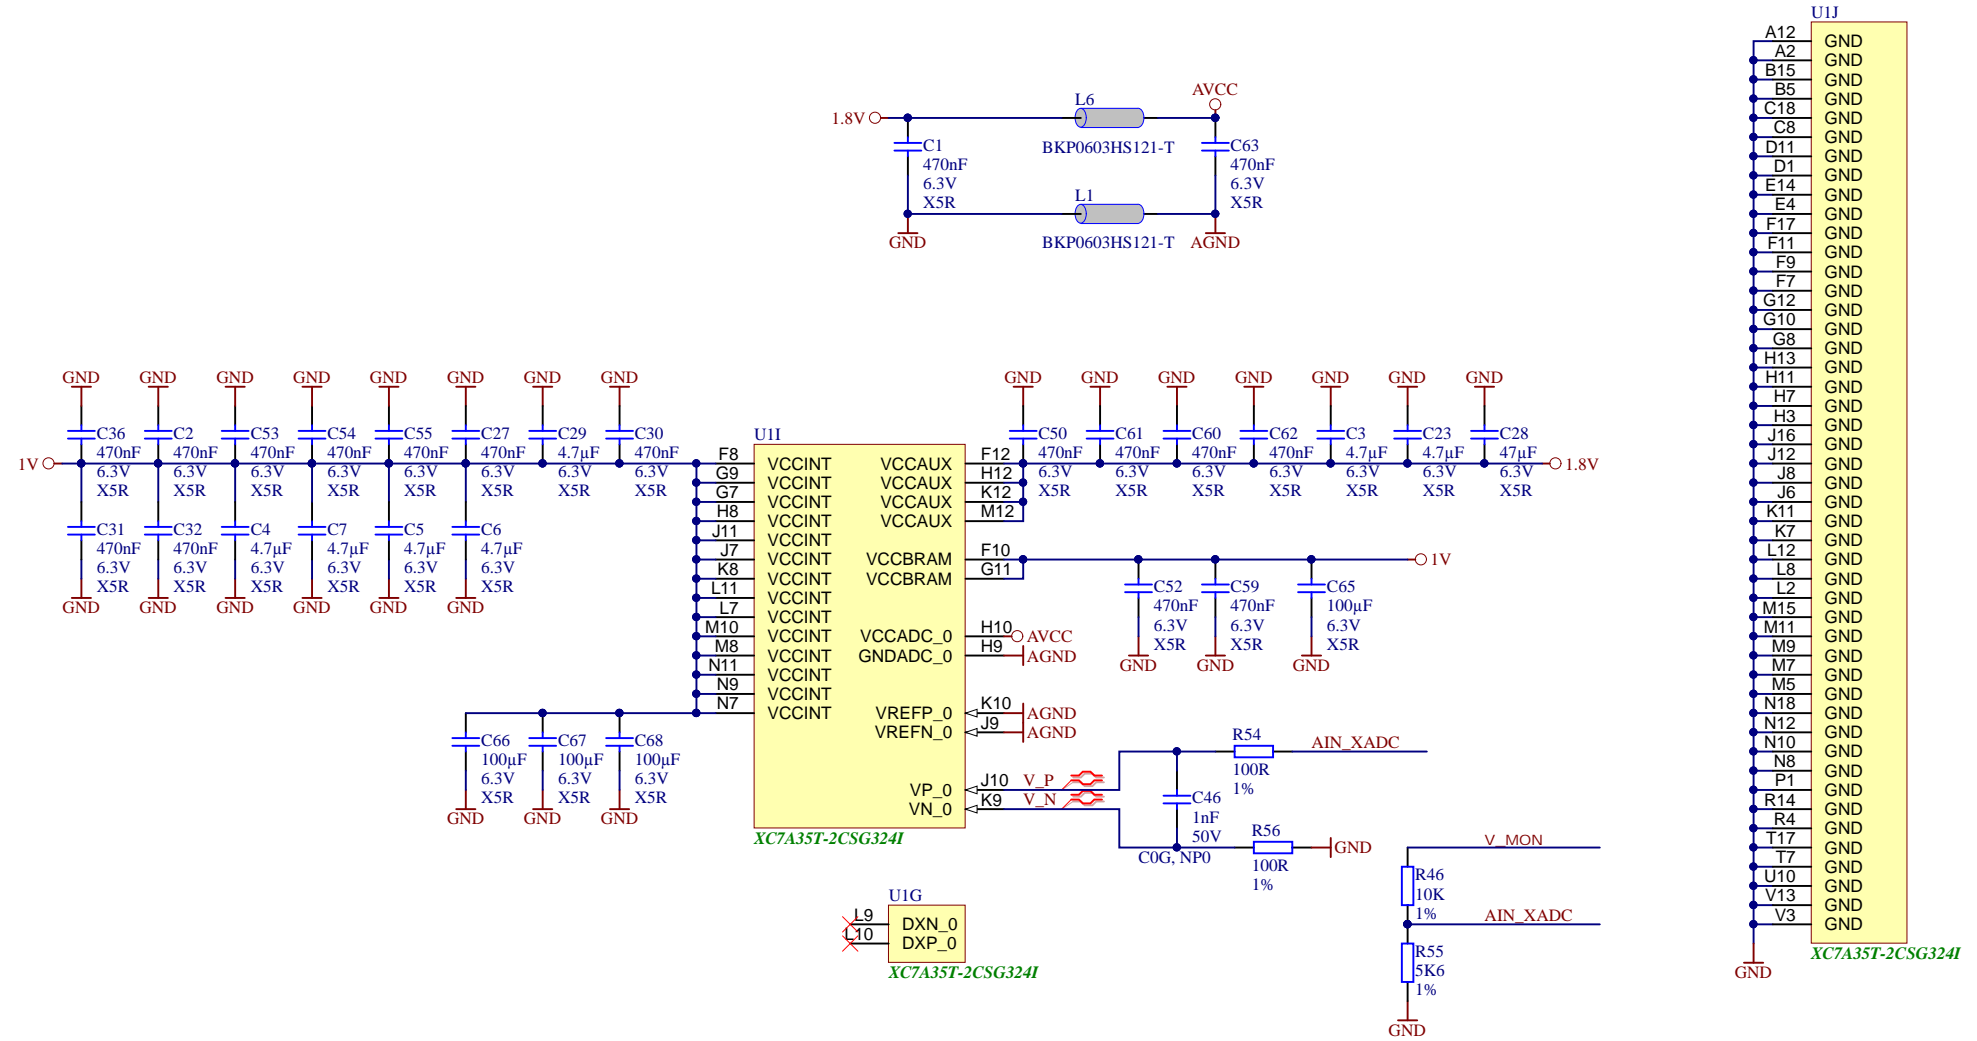 L6
AVCC
1.8V
C1
470nF
6.3V
X5R
BKP0603HS121-T
C63
470nF
6.3V
X5R
L1
GND
BKP0603HS121-T
AGND
GND GND GND GND GND GND GND GND
C36
470nF
6.3V
X5R
C2
470nF
6.3V
X5R
C53
470nF
6.3V
X5R
C54
470nF
6.3V
X5R
C55
470nF
6.3V
X5R
C27
470nF
6.3V
X5R
C29
4.7µF
6.3V
X5R
C30
470nF
6.3V
X5R
1V
C31
470nF
6.3V
X5R
C32
470nF
6.3V
X5R
C4
4.7µF
6.3V
X5R
C7
4.7µF
6.3V
X5R
C5
4.7µF
6.3V
X5R
C6
4.7µF
6.3V
X5R
GND GND GND GND GND GND
C66
100µF
6.3V
X5R
C67
100µF
6.3V
X5R
C68
100µF
6.3V
X5R
GND GND GND
U1I
F8 VCCINT
G9 VCCINT
G7 VCCINT
H8 VCCINT
J11 VCCINT
J7 VCCINT
K8 VCCINT
L11 VCCINT
L7 VCCINT
M10 VCCINT
M8 VCCINT
N11 VCCINT
N9 VCCINT
N7 VCCINT
VCCAUX F12
VCCAUX H12
VCCAUX K12
VCCAUX M12
VCCBRAM F10
VCCBRAM G11
VCCADC_0 H10 AVCC
GNDADC_0 H9 AGND
VREFP_0 K10 AGND
VREFN_0 J9 AGND
VP_0 J10 V_P
VN_0 K9 V_N
XC7A35T-2CSG324I
GND GND GND GND GND GND GND
C50
470nF
6.3V
X5R
C61
470nF
6.3V
X5R
C60
470nF
6.3V
X5R
C62
470nF
6.3V
X5R
C3
4.7µF
6.3V
X5R
C23
4.7µF
6.3V
X5R
C28
47µF
6.3V
X5R
1.8V
1V
C52
470nF
6.3V
X5R
C59
470nF
6.3V
X5R
C65
100µF
6.3V
X5R
GND GND GND
R54
100R
1%
AIN_XADC
C46
1nF
50V
C0G, NP0
R56
100R
1%
GND
V_MON
R46
10K
1%
AIN_XADC
R55
5K6
1%
GND
U1G
L9 DXN_0
L10 DXP_0
XC7A35T-2CSG324I
U1J
A12 GND
A2 GND
B15 GND
B5 GND
C18 GND
C8 GND
D11 GND
D1 GND
E14 GND
E4 GND
F17 GND
F11 GND
F9 GND
F7 GND
G12 GND
G10 GND
G8 GND
H13 GND
H11 GND
H7 GND
H3 GND
J16 GND
J12 GND
J8 GND
J6 GND
K11 GND
K7 GND
L12 GND
L8 GND
L2 GND
M15 GND
M11 GND
M9 GND
M7 GND
M5 GND
N18 GND
N12 GND
N10 GND
N8 GND
P1 GND
R14 GND
R4 GND
T17 GND
T7 GND
U10 GND
V13 GND
V3 GND
XC7A35T-2CSG324I
GND